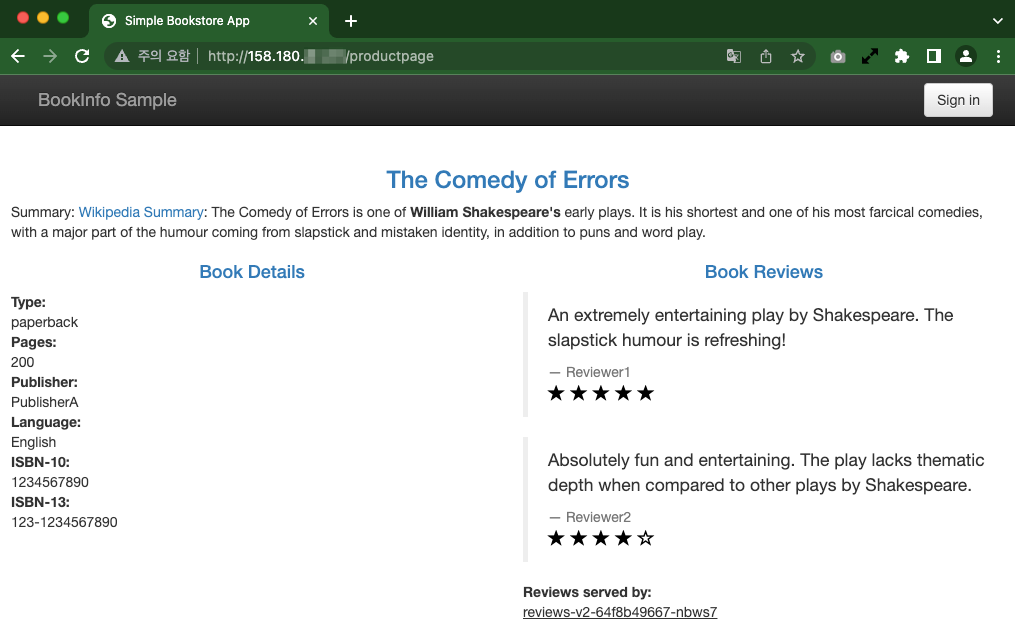 Simple Bookstore App
주의 요함 http://158.180. /productpage
BookInfo Sample
Sign in
The Comedy of Errors
Summary: Wikipedia Summary: The Comedy of Errors is one of William Shakespeare's early plays. It is his shortest and one of his most farcical comedies,
with a major part of the humour coming from slapstick and mistaken identity, in addition to puns and word play.
Book Details
Type:
paperback
Pages:
200
Publisher:
PublisherA
Language:
English
ISBN-10:
1234567890
ISBN-13:
123-1234567890
Book Reviews
An extremely entertaining play by Shakespeare. The
slapstick humour is refreshing!
— Reviewer1
★★★★★
Absolutely fun and entertaining. The play lacks thematic
depth when compared to other plays by Shakespeare.
— Reviewer2
★★★★☆
Reviews served by:
reviews-v2-64f8b49667-nbws7